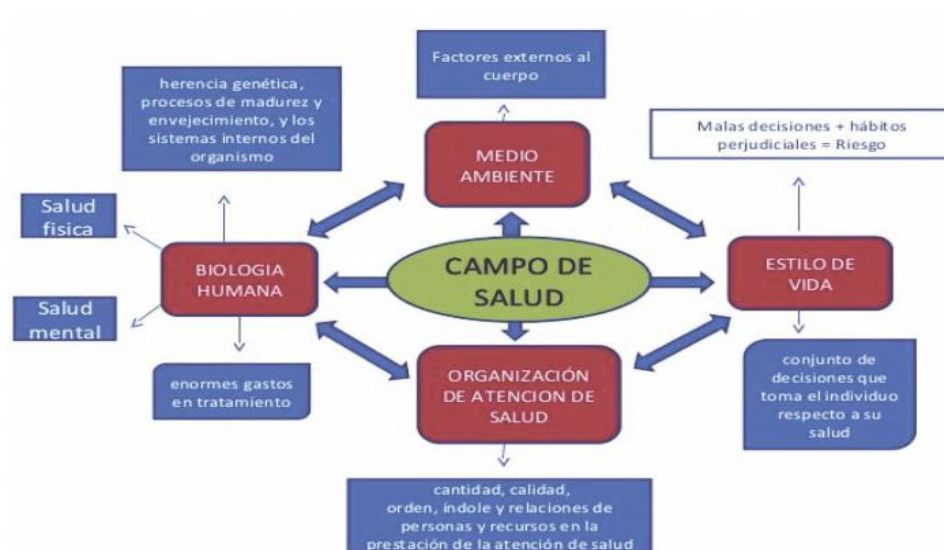 Factores externos al
cuerpo
herencia genética,
procesos de madurez y
envejecimiento, y los
sistemas internos del
organismo
Malas decisiones + hábitos
perjudiciales = Riesgo
MEDIO
AMBIENTE
Salud
fisica
BIOLOGIA
HUMANA
CAMPO DE
SALUD
ESTILO DE
VIDA
Salud
mental
enormes gastos
en tratamiento
ORGANIZACIÓN
DE ATENCION DE
SALUD
conjunto de
decisiones que
toma el individuo
respecto a su
salud
cantidad, calidad,
orden, índole y relaciones de
personas y recursos en la
prestación de la atención de salud